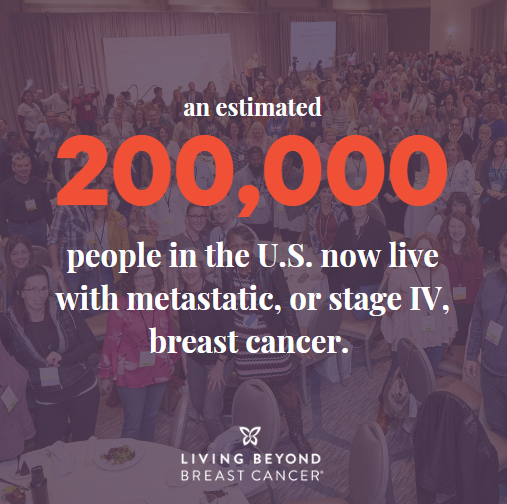 an estimated
200,000
people in the U.S. now live
with metastatic, or stage IV,
breast cancer.
LIVING BEYOND
BREAST CANCER®